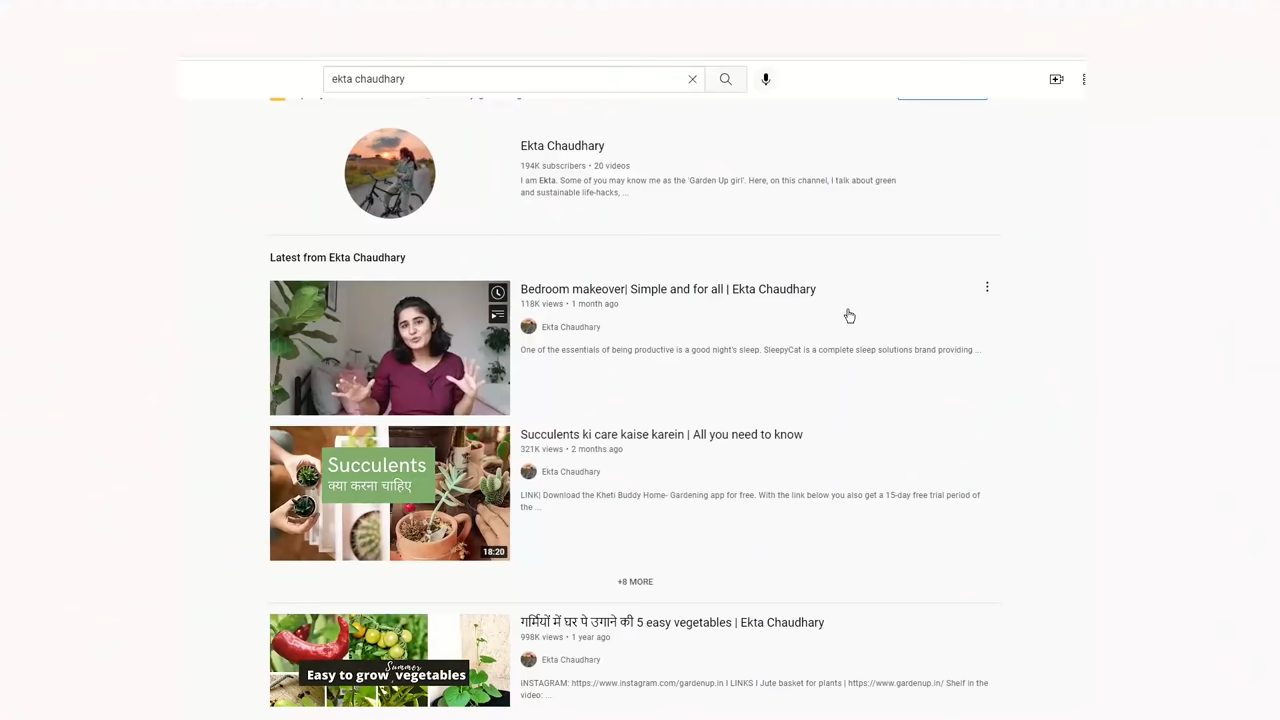 ekta chaudhary
Ekta Chaudhary
194K subscribers • 20 videos
I am Ekta. Some of you may know me as the 'Garden Up girl'. Here, on this channel, I talk about green
and sustainable life-hacks, ...
Latest from Ekta Chaudhary
Bedroom makeover| Simple and for all | Ekta Chaudhary
118K views • 1 month ago
Ekta Chaudhary
One of the essentials of being productive is a good night's sleep. SleepyCat is a complete sleep solutions brand providing ...
Succulents
क्या करना चाहिए
18:20
Succulents ki care kaise karein | All you need to know
321K views • 2 months ago
Ekta Chaudhary
LINK| Download the Kheti Buddy Home- Gardening app for free. With the link below you also get a 15-day free trial period of
the ...
+8 MORE
Summer
Easy to grow vegetables
गर्मियों में घर पे उगाने की 5 easy vegetables | Ekta Chaudhary
998K views • 1 year ago
Ekta Chaudhary
INSTAGRAM: https://www.instagram.com/gardenup.in I LINKS I Jute basket for plants | https://www.gardenup.in/ Shelf in the
video: ...